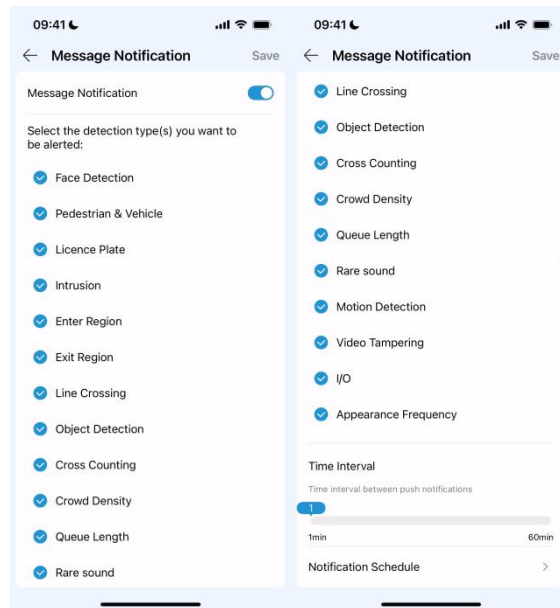 09:41
Message Notification
Save
Message Notification
Select the detection type(s) you want to
be alerted:
Face Detection
Pedestrian & Vehicle
Licence Plate
Intrusion
Enter Region
Exit Region
Line Crossing
Object Detection
Cross Counting
Crowd Density
Queue Length
Rare sound
09:41
Message Notification
Save
Line Crossing
Object Detection
Cross Counting
Crowd Density
Queue Length
Rare sound
Motion Detection
Video Tampering
I/O
Appearance Frequency
Time Interval
Time interval between push notifications
1
1min
60min
Notification Schedule